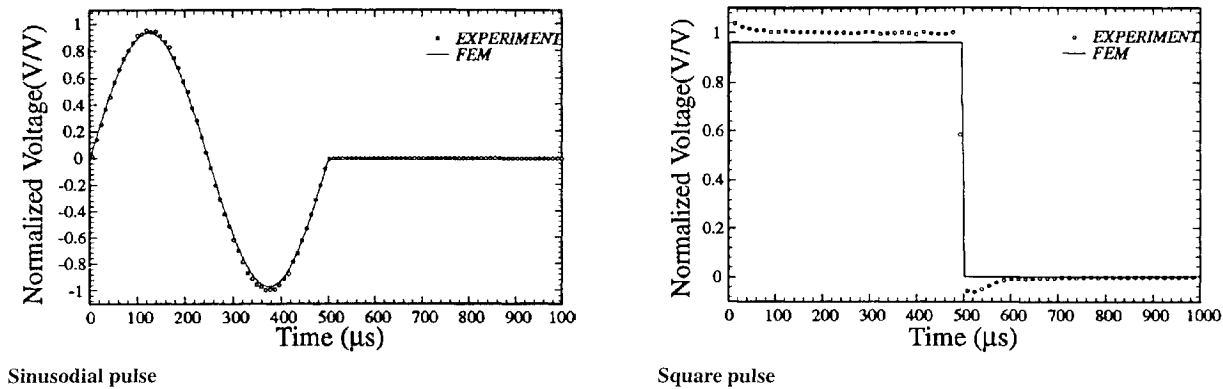 Normalized Voltage(V/V)
1
0.8
0.6
0.4
0.2
0
-0.2
-0.4
-0.6
-0.8
-1
EXPERIMENT
FEM
0 100 200 300 400 500 600 700 800 900 100
Time (μs)
Sinusodial pulse
Normalized Voltage(V/V)
1
0.8
0.6
0.4
0.2
0
EXPERIMENT
FEM
0 100 200 300 400 500 600 700 800 900 1000
Time (μs)
Square pulse